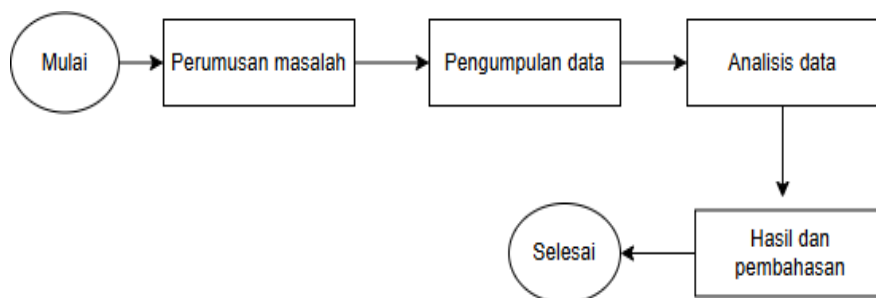 Mulai
Perumusan masalah
Pengumpulan data
Analisis data
Hasil dan
pembahasan
Selesai